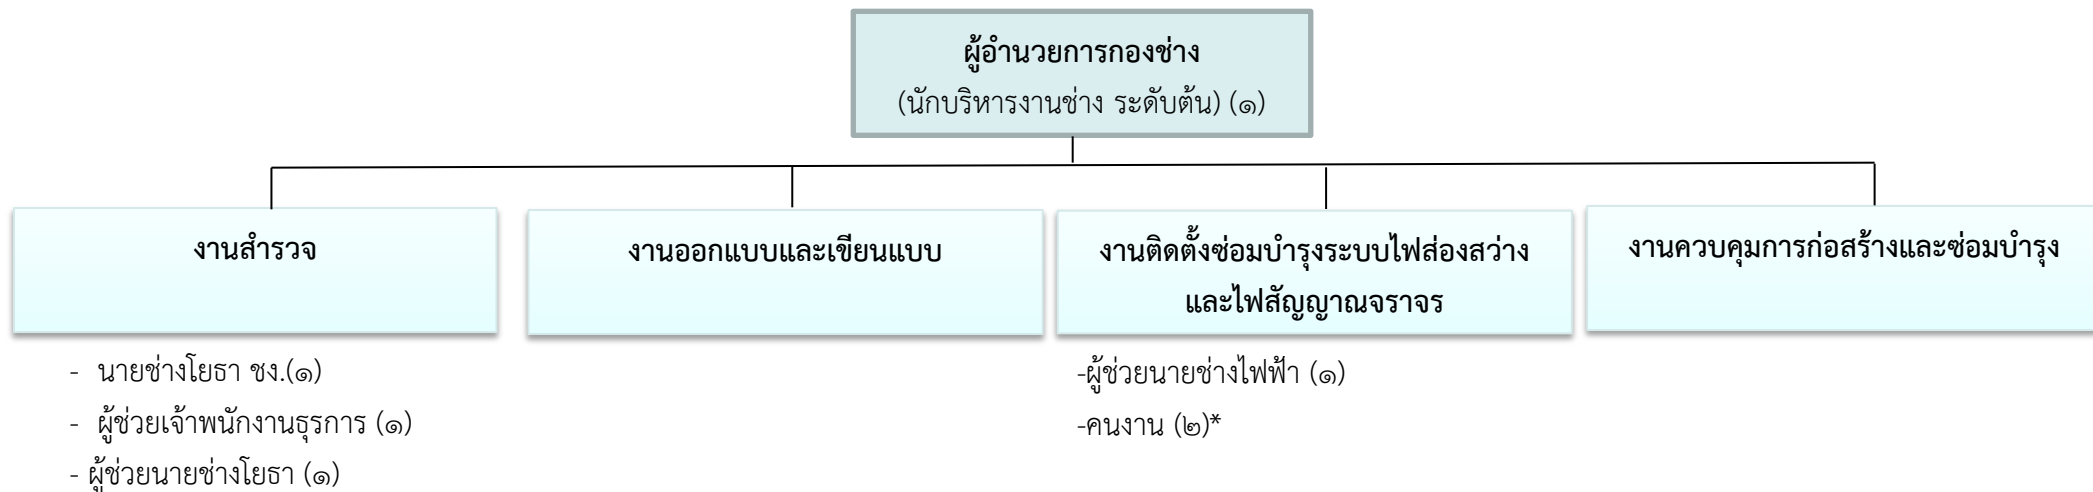 ผู้อำนวยการกองช่าง
(นักบริหารงานช่าง ระดับต้น) (๑)
งานสำรวจ
งานออกแบบและเขียนแบบ
งานติดตั้งซ่อมบำรุงระบบไฟส่องสว่าง
และไฟสัญญาณจราจร
งานควบคุมการก่อสร้างและซ่อมบำรุง
- นายช่างโยธา ชง.(๑)
- ผู้ช่วยเจ้าพนักงานธุรการ (๑)
- ผู้ช่วยนายช่างโยธา (๑)
-ผู้ช่วยนายช่างไฟฟ้า (๑)
-คนงาน (๒)*